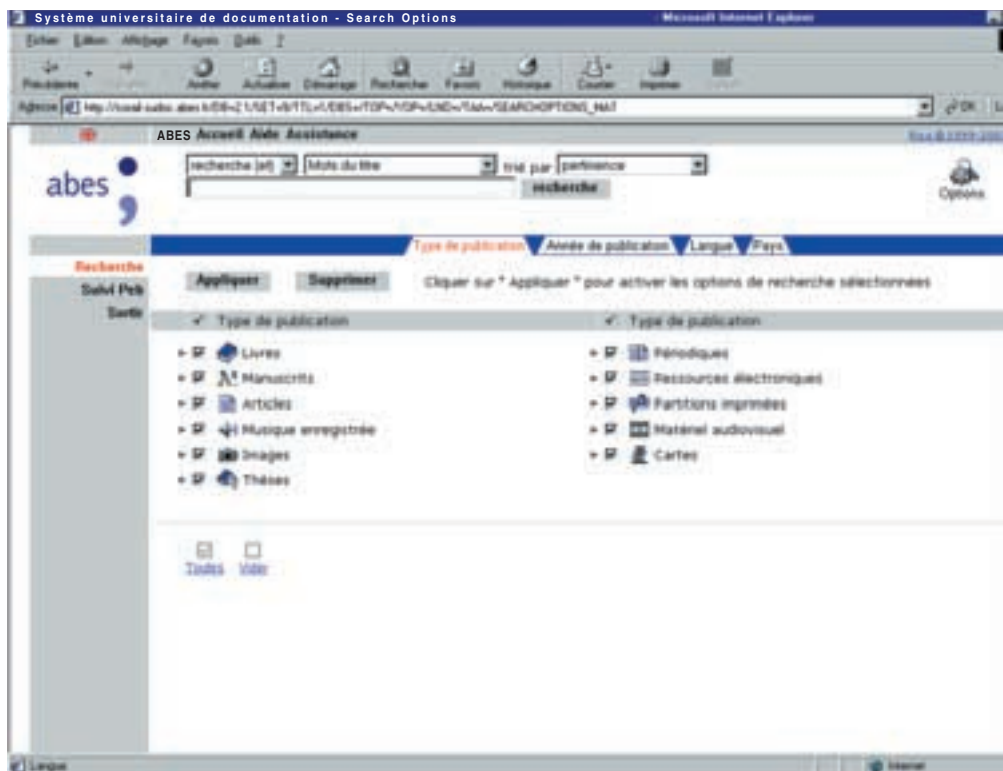 Système universitaire de documentation - Search Options Microsoft Internet Explorer
Fichier Edition Affichage Favoris Outils ?
Précédente Arrêter Actualiser Démarrage Rechercher Favoris Historique Courrier Imprimer
Adresse OK
ABES Accueil Aide Assistance
abes
recherche (et) Mots du titre trié par pertinence
recherche
Options
Type de publication Année de publication Langue Pays
Recherche
Suivi Peb
Sortir
Appliquer Supprimer Cliquer sur " Appliquer " pour activer les options de recherche sélectionnées
Type de publication Type de publication
Livres Périodiques
Manuscrits Ressources électroniques
Articles Partitions imprimées
Musique enregistrée Matériel audiovisuel
Images Cartes
Thèses
Toutes Vider
Langue Internet